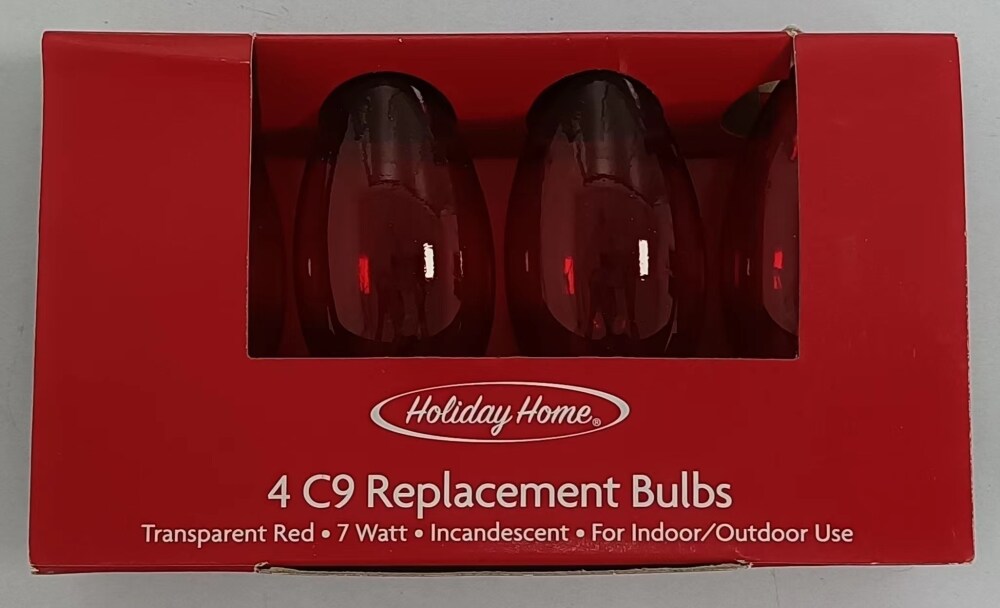 Holiday Home®
4 C9 Replacement Bulbs
Transparent Red • 7 Watt • Incandescent • For Indoor/Outdoor Use